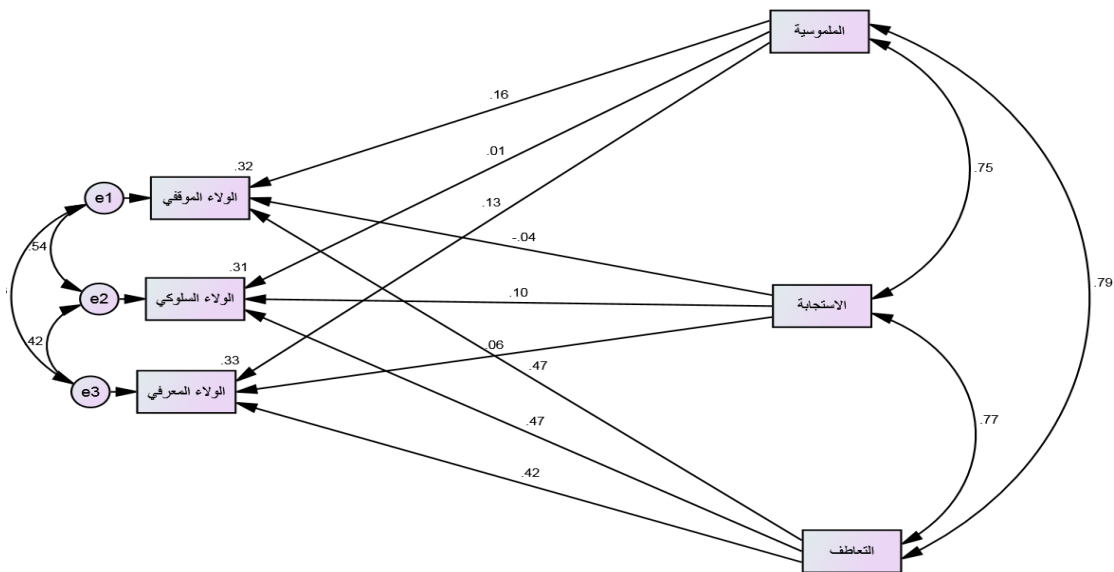 الملموسية
.16
.32
.01
.75
e1
الولاء الموقفي
.13
.54
-.04
.31
.79
e2
الولاء السلوكي
.10
الاستجابة
.42
.33
.06
.47
e3
الولاء المعرفي
.47
.77
.42
التعاطف